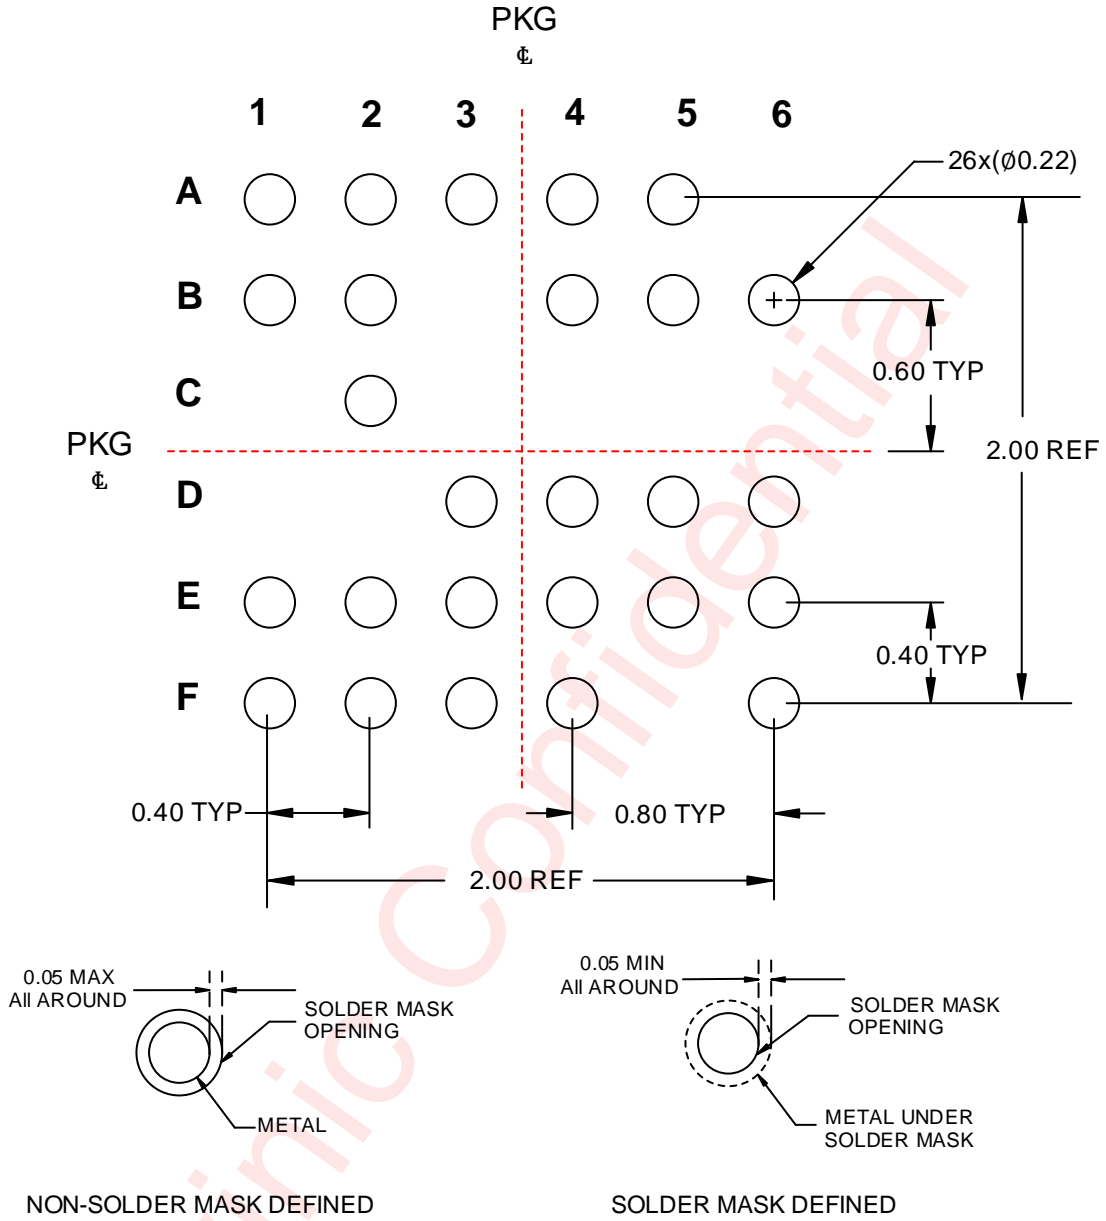 PKG
℄
1 2 3 4 5 6
A
26x(Ø0.22)
B
0.60 TYP
C
PKG
℄
2.00 REF
D
E
0.40 TYP
F
0.40 TYP
0.80 TYP
2.00 REF
0.05 MAX
All AROUND
SOLDER MASK
OPENING
METAL
NON-SOLDER MASK DEFINED
0.05 MIN
All AROUND
SOLDER MASK
OPENING
METAL UNDER
SOLDER MASK
SOLDER MASK DEFINED
Confidential